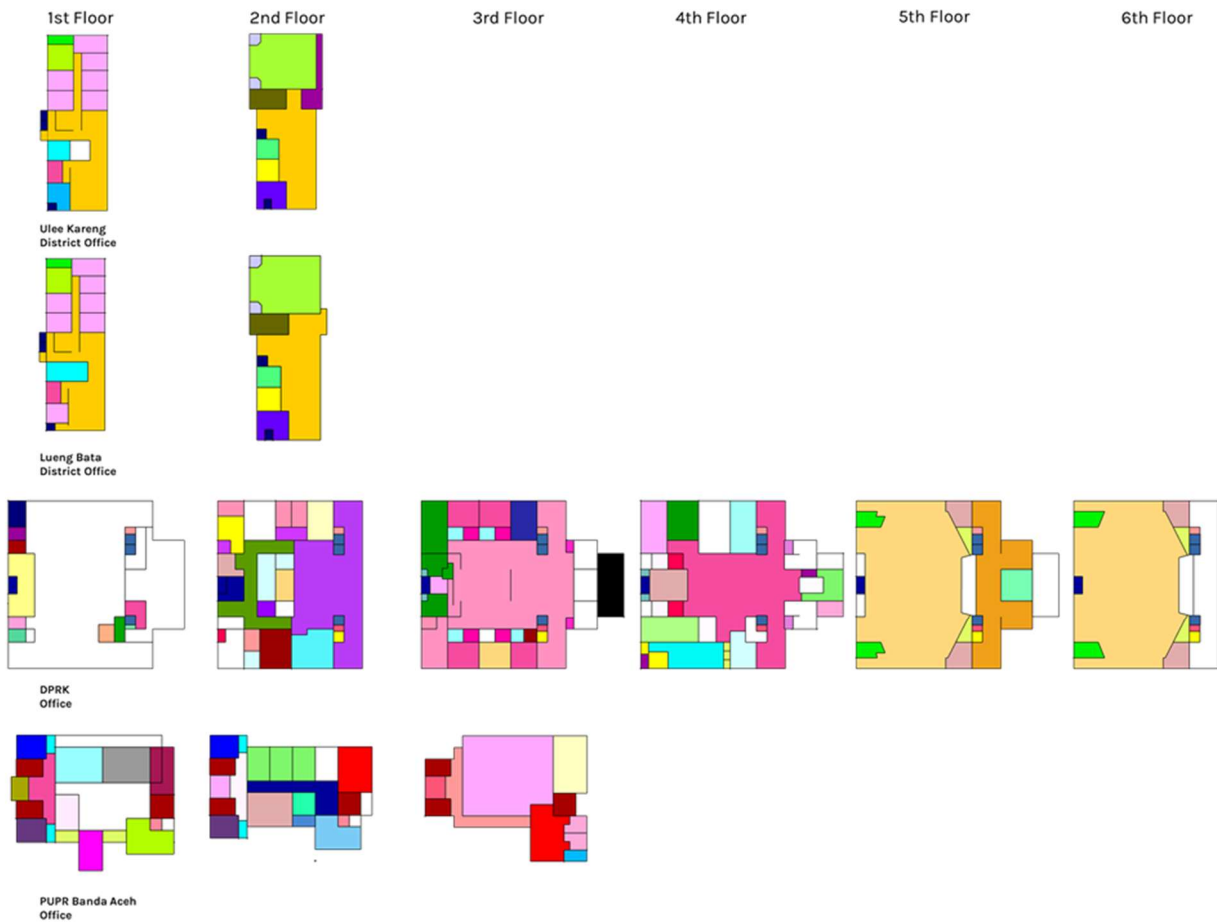 1st Floor
2nd Floor
3rd Floor
4th Floor
5th Floor
6th Floor
Ulee Kareng
District Office
Lueng Bata
District Office
DPRK
Office
PUPR Banda Aceh
Office